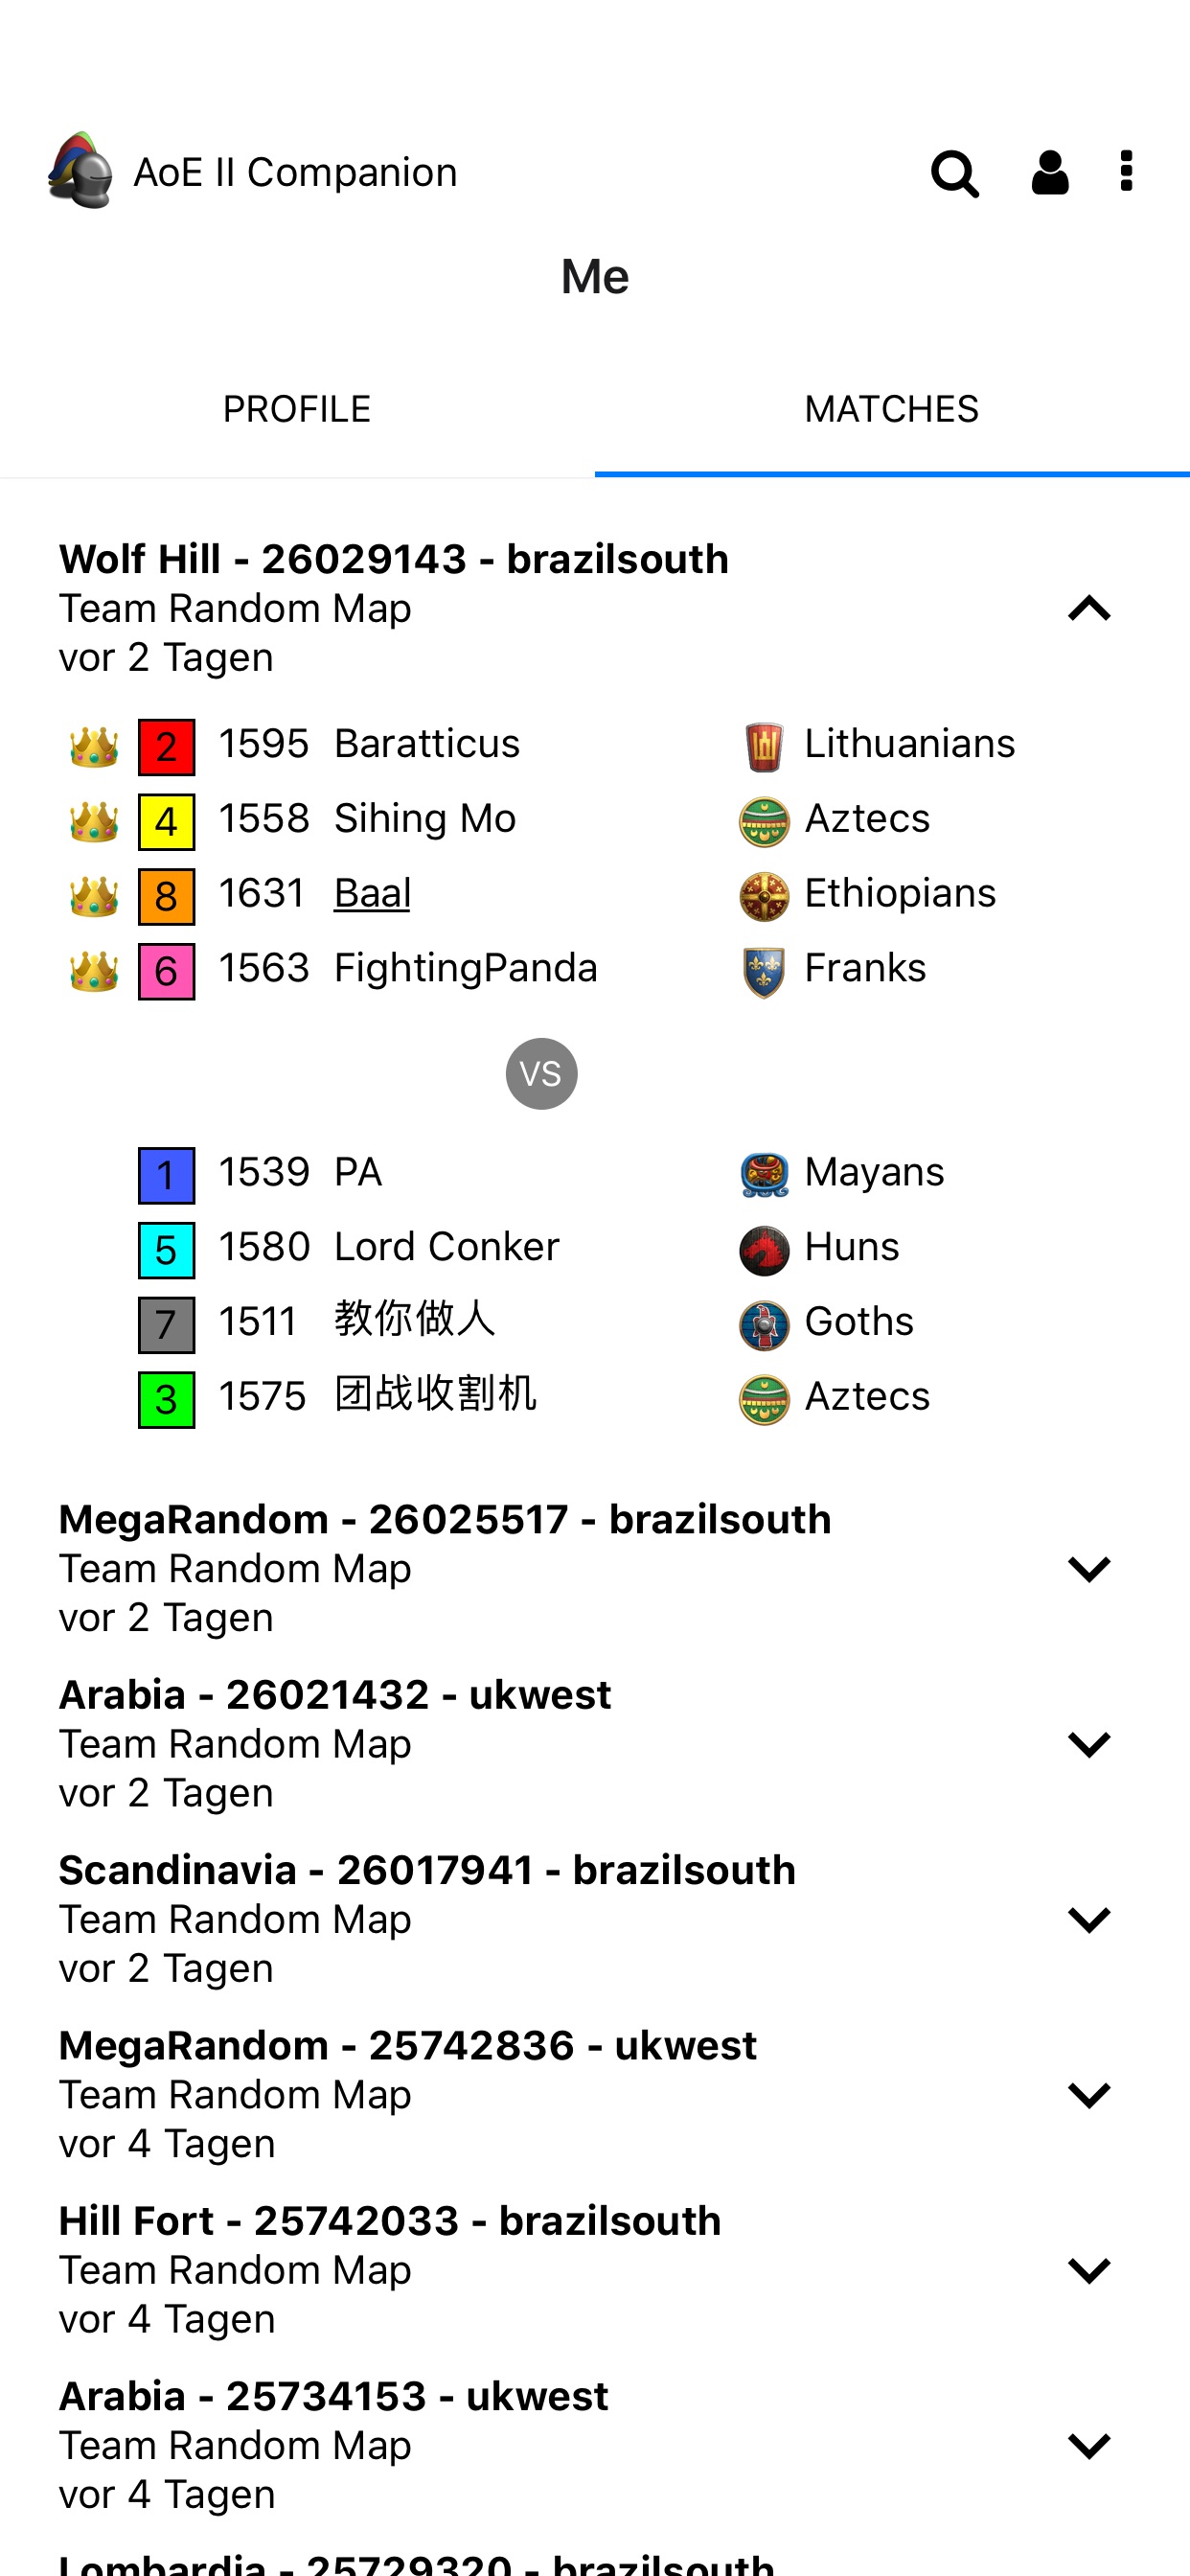 AoE II Companion
Me
PROFILE MATCHES
Wolf Hill - 26029143 - brazilsouth
Team Random Map
vor 2 Tagen
2 1595 Baratticus Lithuanians
4 1558 Sihing Mo Aztecs
8 1631 Baal Ethiopians
6 1563 FightingPanda Franks
VS
1 1539 PA Mayans
5 1580 Lord Conker Huns
7 1511 教你做人 Goths
3 1575 团战收割机 Aztecs
MegaRandom - 26025517 - brazilsouth
Team Random Map
vor 2 Tagen
Arabia - 26021432 - ukwest
Team Random Map
vor 2 Tagen
Scandinavia - 26017941 - brazilsouth
Team Random Map
vor 2 Tagen
MegaRandom - 25742836 - ukwest
Team Random Map
vor 4 Tagen
Hill Fort - 25742033 - brazilsouth
Team Random Map
vor 4 Tagen
Arabia - 25734153 - ukwest
Team Random Map
vor 4 Tagen
Lombardia - 25729320 - brazilsouth